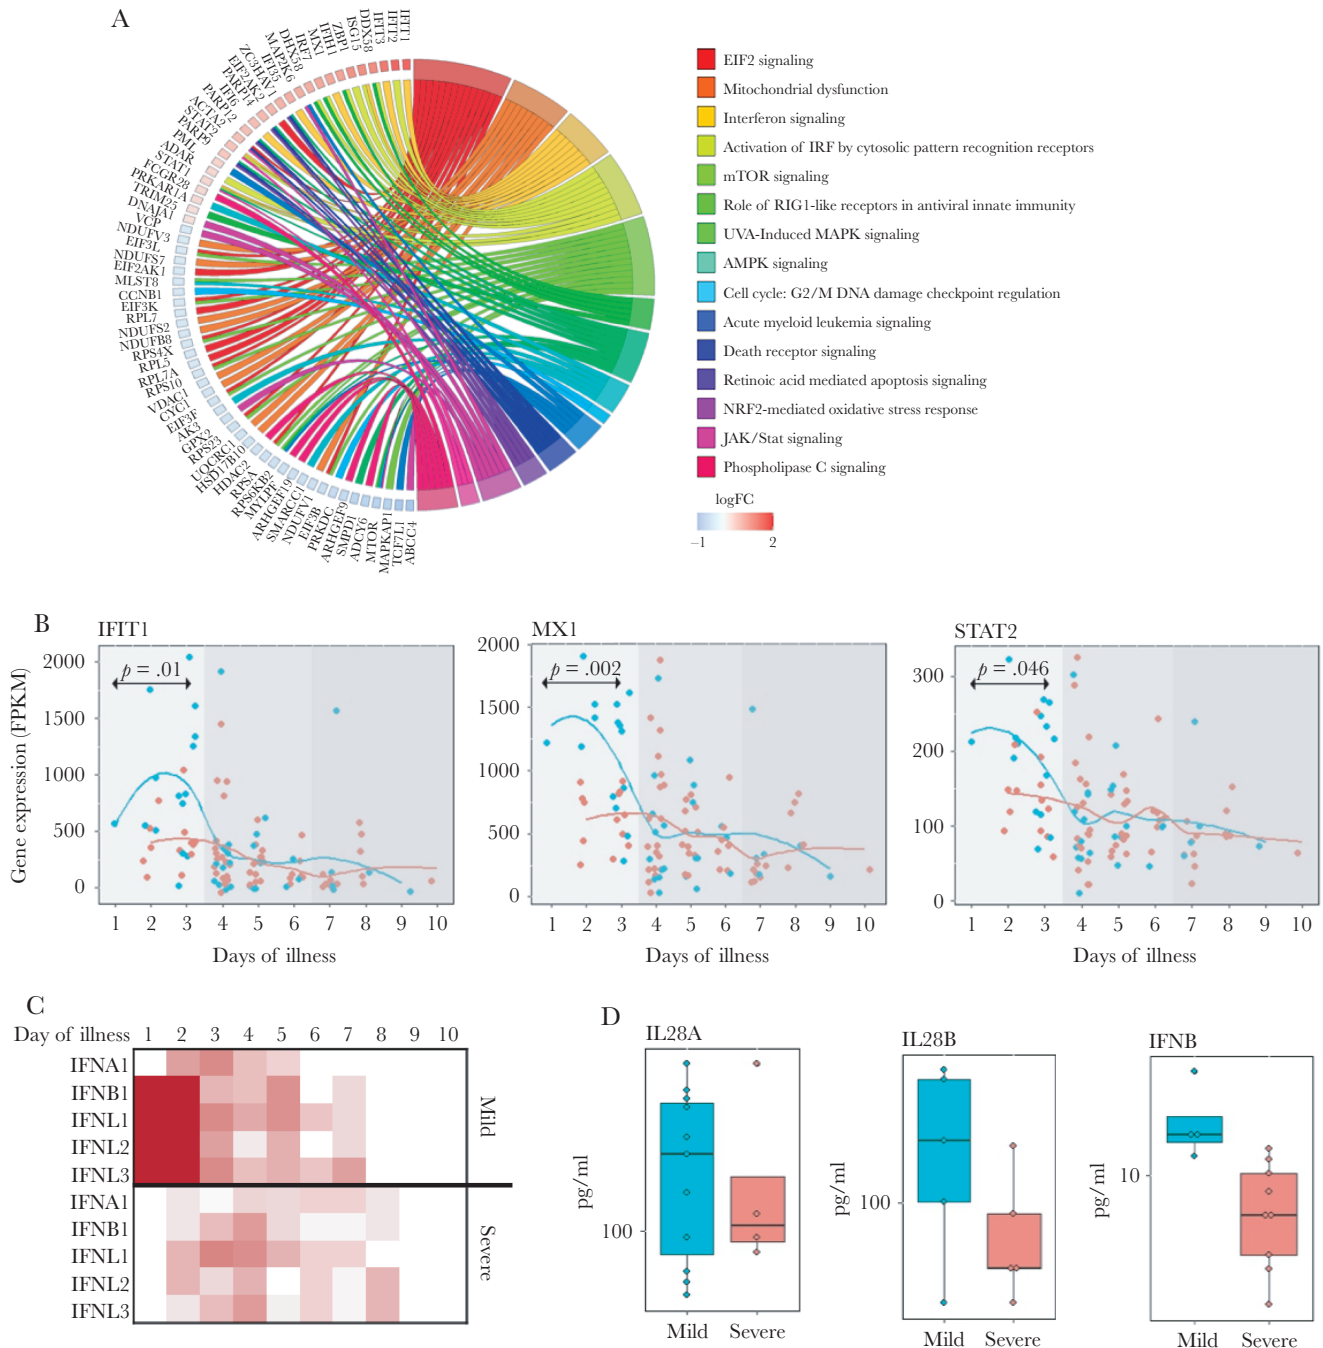 A
IFIT1
IFIT2
IFIT3
DDX58
ISG15
ZBP1
IFIH1
MX1
IRF7
DHX58
MAP2K6
IFI35
ZC3HAV1
EIF2AK2
PARP14
IFI6
PARP12
ACTA2
STAT2
PARP9
PML
ADAR
STAT1
FCGR2B
PRKAR1A
TRIM25
DNAJA1
VCP
NDUFV3
EIF3L
NDUFS7
EIF2AK1
MLST8
CCNB1
EIF3K
RPL7
NDUFS2
NDUFB8
RPS4X
RPL5
RPL7A
RPS10
VDAC1
CYC1
EIF3F
AK3
GPX2
RPS23
UQCRC1
HSD17B10
HDAC2
RPSA
RPS6KB2
MYLPF
ARHGEF19
SMARCC1
NDUFV1
EIF3B
PRKDC
ARHGEF9
SMPD1
ADCY6
MTOR
MAPKAP1
TCF7L1
ABCC4
EIF2 signaling
Mitochondrial dysfunction
Interferon signaling
Activation of IRF by cytosolic pattern recognition receptors
mTOR signaling
Role of RIG1-like receptors in antiviral innate immunity
UVA-Induced MAPK signaling
AMPK signaling
Cell cycle: G2/M DNA damage checkpoint regulation
Acute myeloid leukemia signaling
Death receptor signaling
Retinoic acid mediated apoptosis signaling
NRF2-mediated oxidative stress response
JAK/Stat signaling
Phospholipase C signaling
logFC
−1 2
B
Gene expression (FPKM)
IFIT1
p = .01
2000
1500
1000
500
0
1 2 3 4 5 6 7 8 9 10
Days of illness
MX1
p = .002
2000
1500
1000
500
0
1 2 3 4 5 6 7 8 9 10
Days of illness
STAT2
p = .046
300
200
100
0
1 2 3 4 5 6 7 8 9 10
Days of illness
C
Day of illness 1 2 3 4 5 6 7 8 9 10
IFNA1
IFNB1
IFNL1
IFNL2
IFNL3
Mild
IFNA1
IFNB1
IFNL1
IFNL2
IFNL3
Severe
D
IL28A
pg/ml
100
Mild Severe
IL28B
pg/ml
100
Mild Severe
IFNB
pg/ml
10
Mild Severe